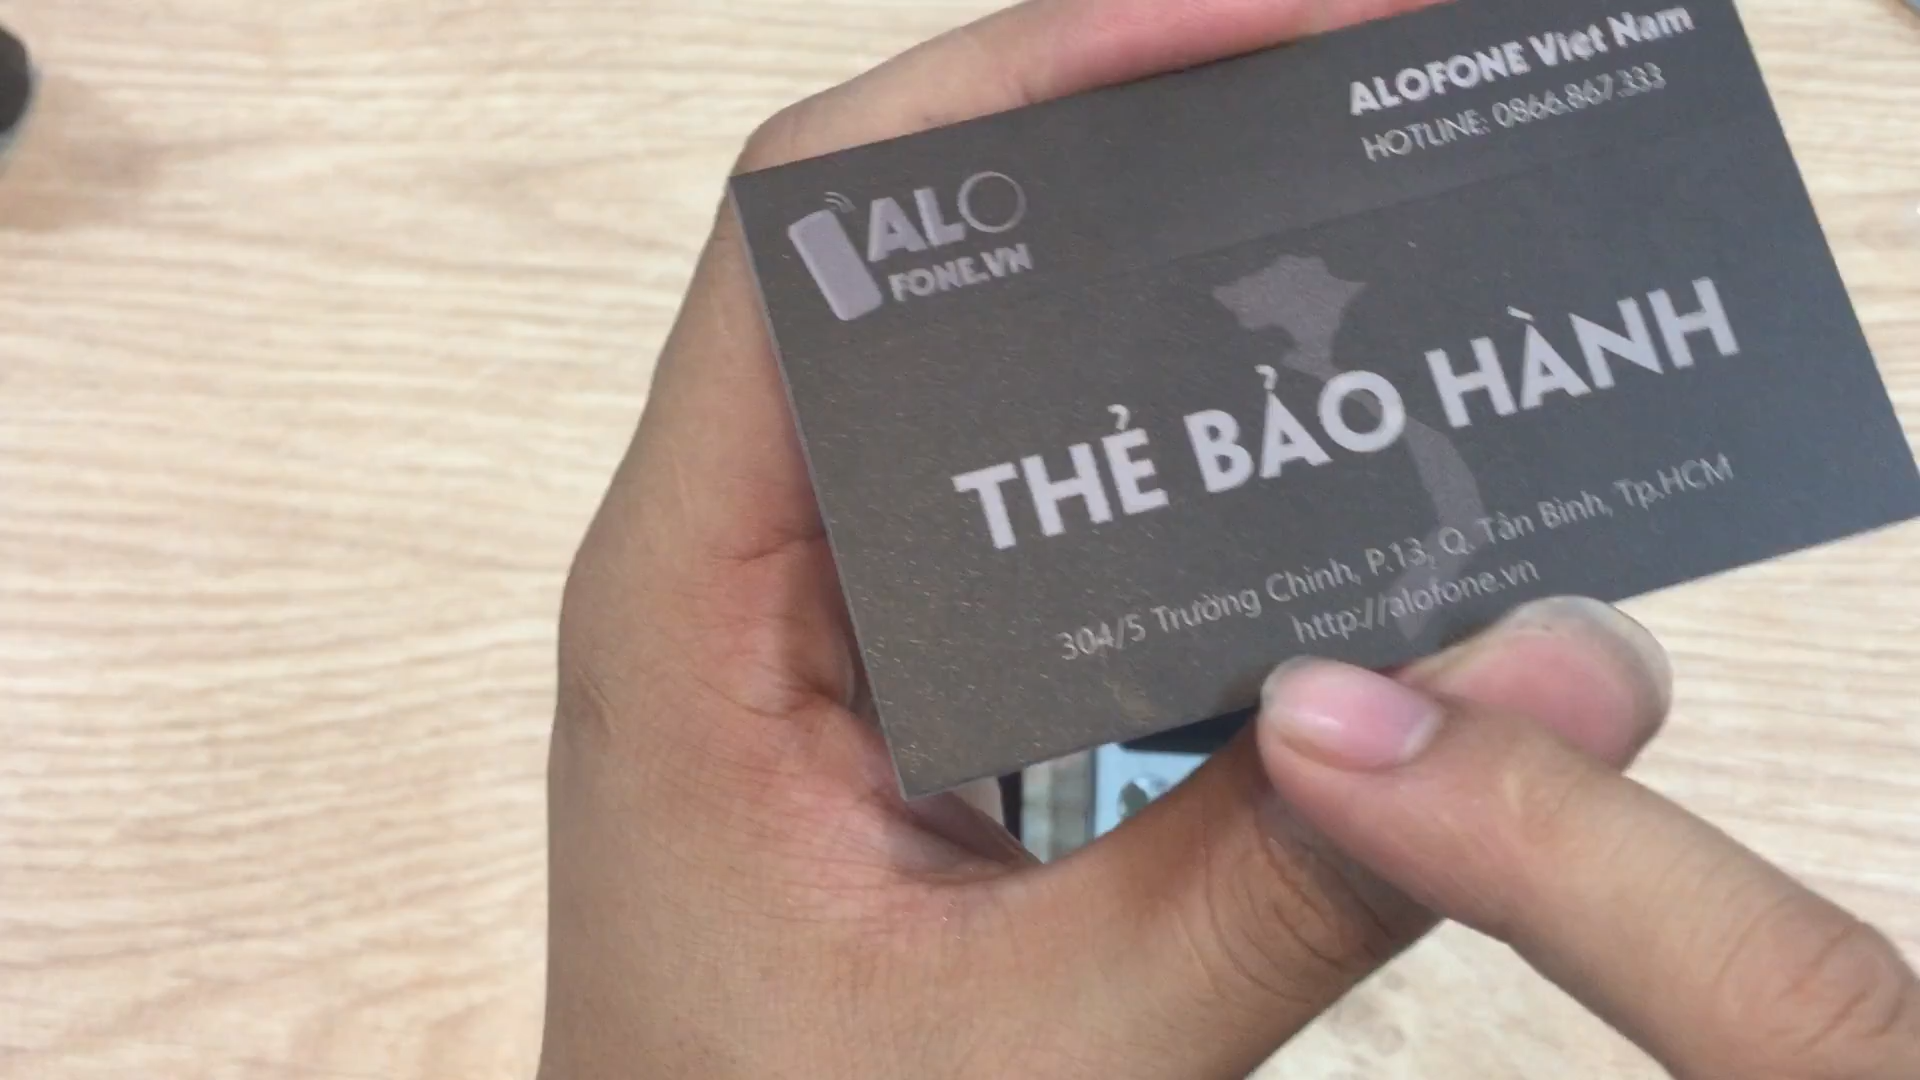 ALOFONE Việt Nam
HOTLINE: 0866.867.333
ALO
FONE.VN
THẺ BẢO HÀNH
304/5 Trường Chinh, P.13, Q. Tân Bình, Tp.HCM
http://alofone.vn